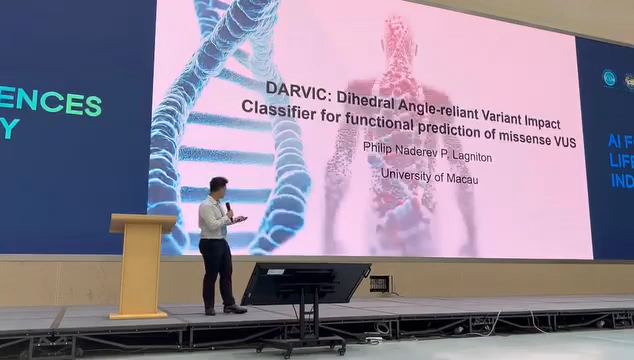 ENCES
Y
DARVIC: Dihedral Angle-reliant Variant Impact
Classifier for functional prediction of missense VUS
Philip Naderev P. Lagniton
University of Macau
AI F
LIFE
IND